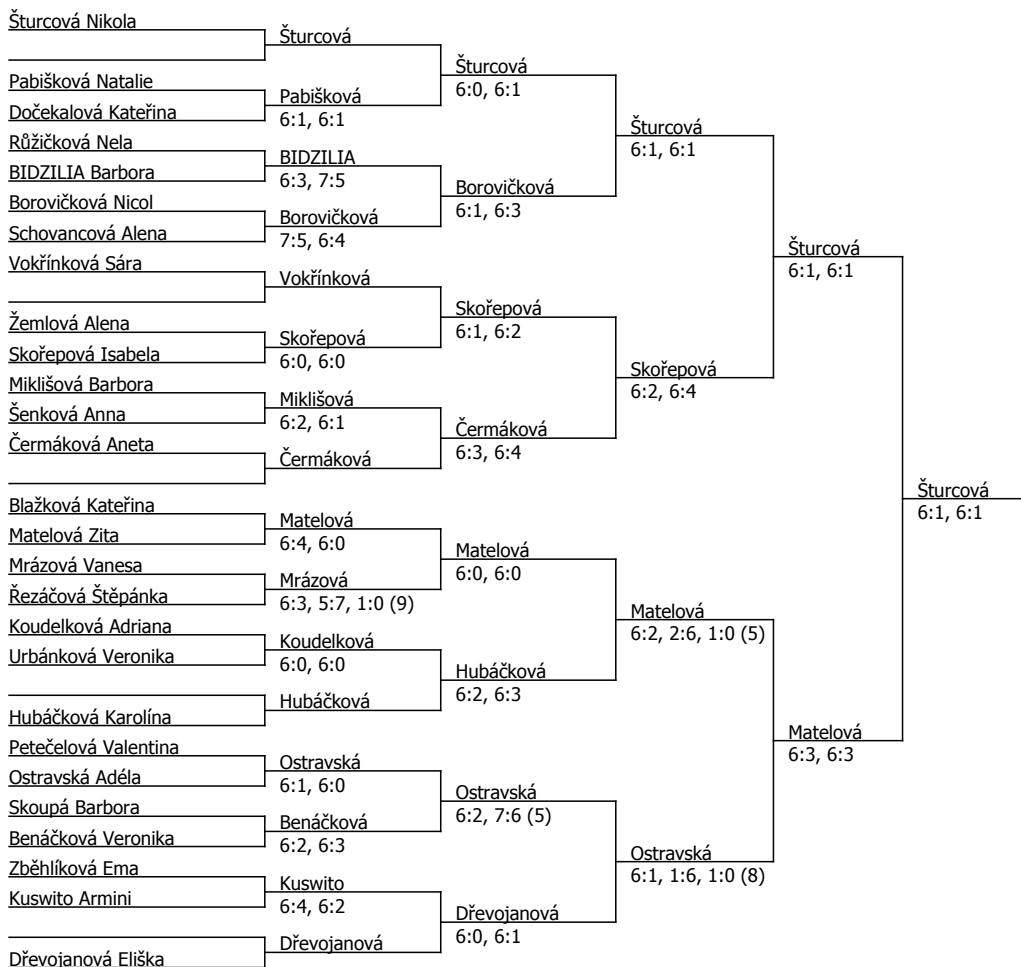 Šturcová Nikola
Pabišková Natalie
Dočekalová Kateřina
Růžičková Nela
BIDZILIA Barbora
Borovičková Nicol
Schovancová Alena
Vokřínková Sára
Žemlová Alena
Skořepová Isabela
Miklišová Barbora
Šenková Anna
Čermáková Aneta
Blažková Kateřina
Matelová Zita
Mrázová Vanesa
Řezáčová Štěpánka
Koudelková Adriana
Urbánková Veronika
Hubáčková Karolína
Petečelová Valentina
Ostravská Adéla
Skoupá Barbora
Benáčková Veronika
Zběhlíková Ema
Kuswito Armini
Dřevojanová Eliška
Šturcová
Pabišková
6:1, 6:1
BIDZILIA
6:3, 7:5
Borovičková
7:5, 6:4
Vokřínková
Skořepová
6:0, 6:0
Miklišová
6:2, 6:1
Čermáková
Matelová
6:4, 6:0
Mrázová
6:3, 5:7, 1:0 (9)
Koudelková
6:0, 6:0
Hubáčková
Ostravská
6:1, 6:0
Benáčková
6:2, 6:3
Kuswito
6:4, 6:2
Dřevojanová
Šturcová
6:0, 6:1
Borovičková
6:1, 6:3
Skořepová
6:1, 6:2
Čermáková
6:3, 6:4
Matelová
6:0, 6:0
Hubáčková
6:2, 6:3
Ostravská
6:2, 7:6 (5)
Dřevojanová
6:0, 6:1
Šturcová
6:1, 6:1
Skořepová
6:2, 6:4
Matelová
6:2, 2:6, 1:0 (5)
Ostravská
6:1, 1:6, 1:0 (8)
Šturcová
6:1, 6:1
Matelová
6:3, 6:3
Šturcová
6:1, 6:1